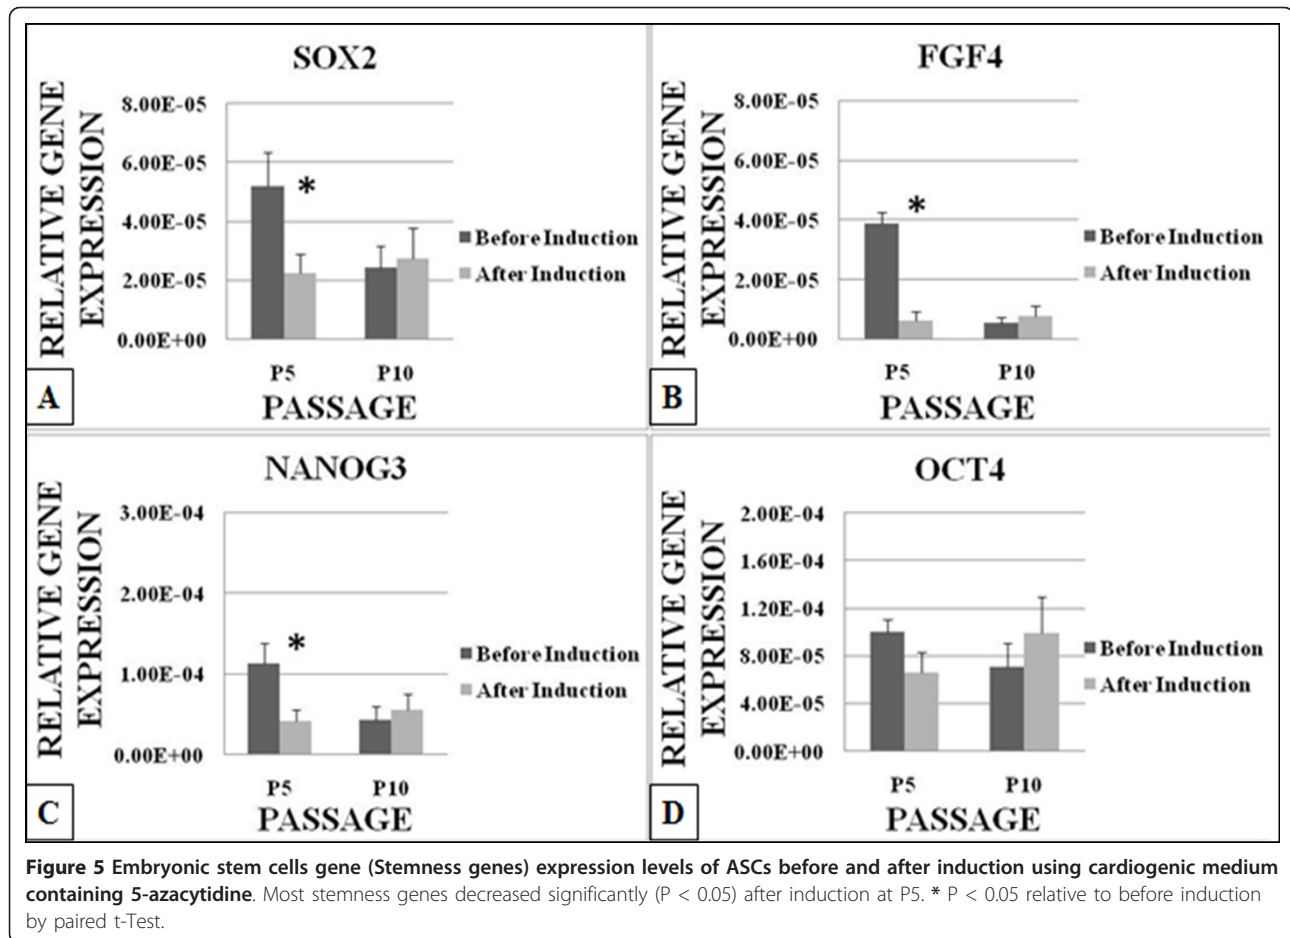 SOX2
RELATIVE GENE
EXPRESSION
8.00E-05
6.00E-05
4.00E-05
2.00E-05
0.00E+00
*
P5 P10
PASSAGE
Before Induction
After Induction
A
FGF4
RELATIVE GENE
EXPRESSION
8.00E-05
6.00E-05
4.00E-05
2.00E-05
0.00E+00
*
P5 P10
PASSAGE
Before Induction
After Induction
B
NANOG3
RELATIVE GENE
EXPRESSION
3.00E-04
2.00E-04
1.00E-04
0.00E+00
*
P5 P10
PASSAGE
Before Induction
After Induction
C
OCT4
RELATIVE GENE
EXPRESSION
2.00E-04
1.60E-04
1.20E-04
8.00E-05
4.00E-05
0.00E+00
P5 P10
PASSAGE
Before Induction
After Induction
D
Figure 5 Embryonic stem cells gene (Stemness genes) expression levels of ASCs before and after induction using cardiogenic medium
containing 5-azacytidine. Most stemness genes decreased significantly (P < 0.05) after induction at P5. * P < 0.05 relative to before induction
by paired t-Test.